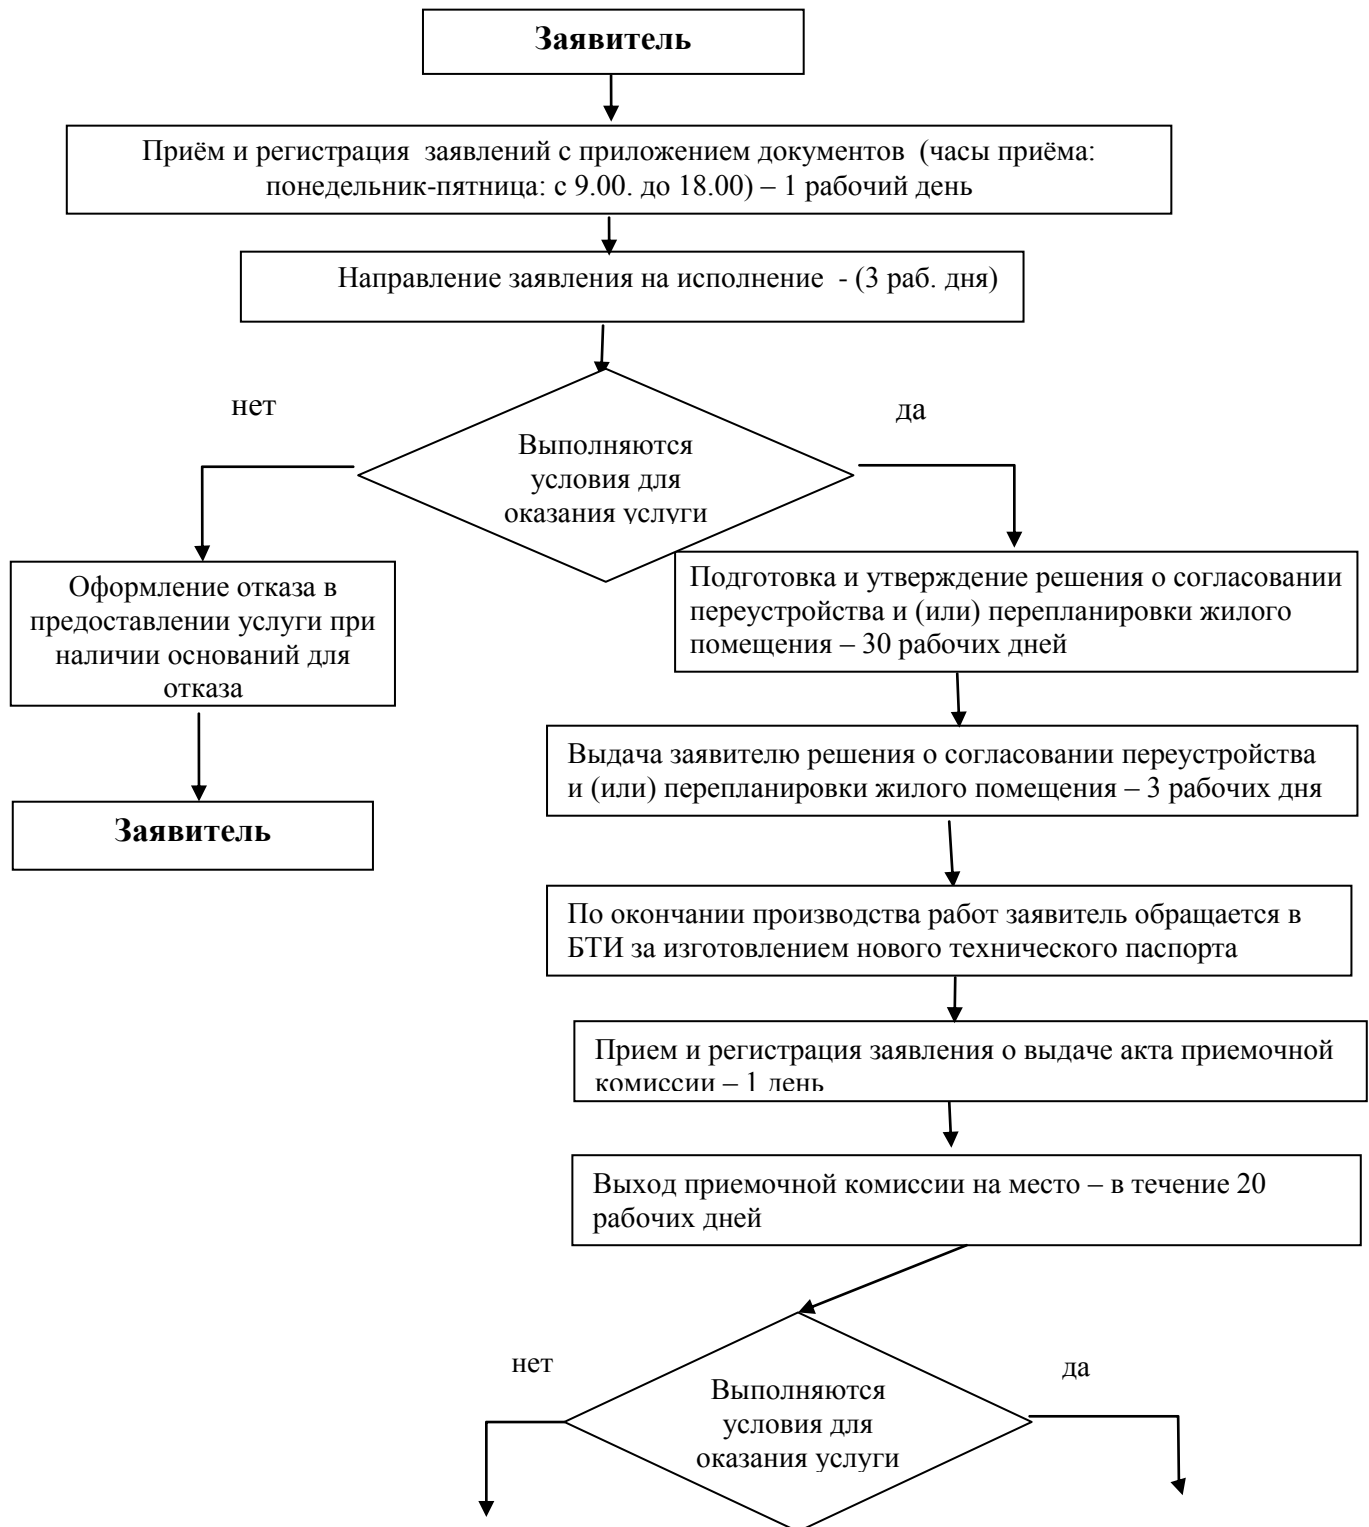 Заявитель
Приём и регистрация заявлений с приложением документов (часы приёма:
понедельник-пятница: с 9.00. до 18.00) – 1 рабочий день
Направление заявления на исполнение - (3 раб. дня)
нет
да
Выполняются
условия для
оказания услуги
Оформление отказа в
предоставлении услуги при
наличии оснований для
отказа
Подготовка и утверждение решения о согласовании
переустройства и (или) перепланировки жилого
помещения – 30 рабочих дней
Выдача заявителю решения о согласовании переустройства
и (или) перепланировки жилого помещения – 3 рабочих дня
Заявитель
По окончании производства работ заявитель обращается в
БТИ за изготовлением нового технического паспорта
Прием и регистрация заявления о выдаче акта приемочной
комиссии – 1 день
Выход приемочной комиссии на место – в течение 20
рабочих дней
нет
да
Выполняются
условия для
оказания услуги